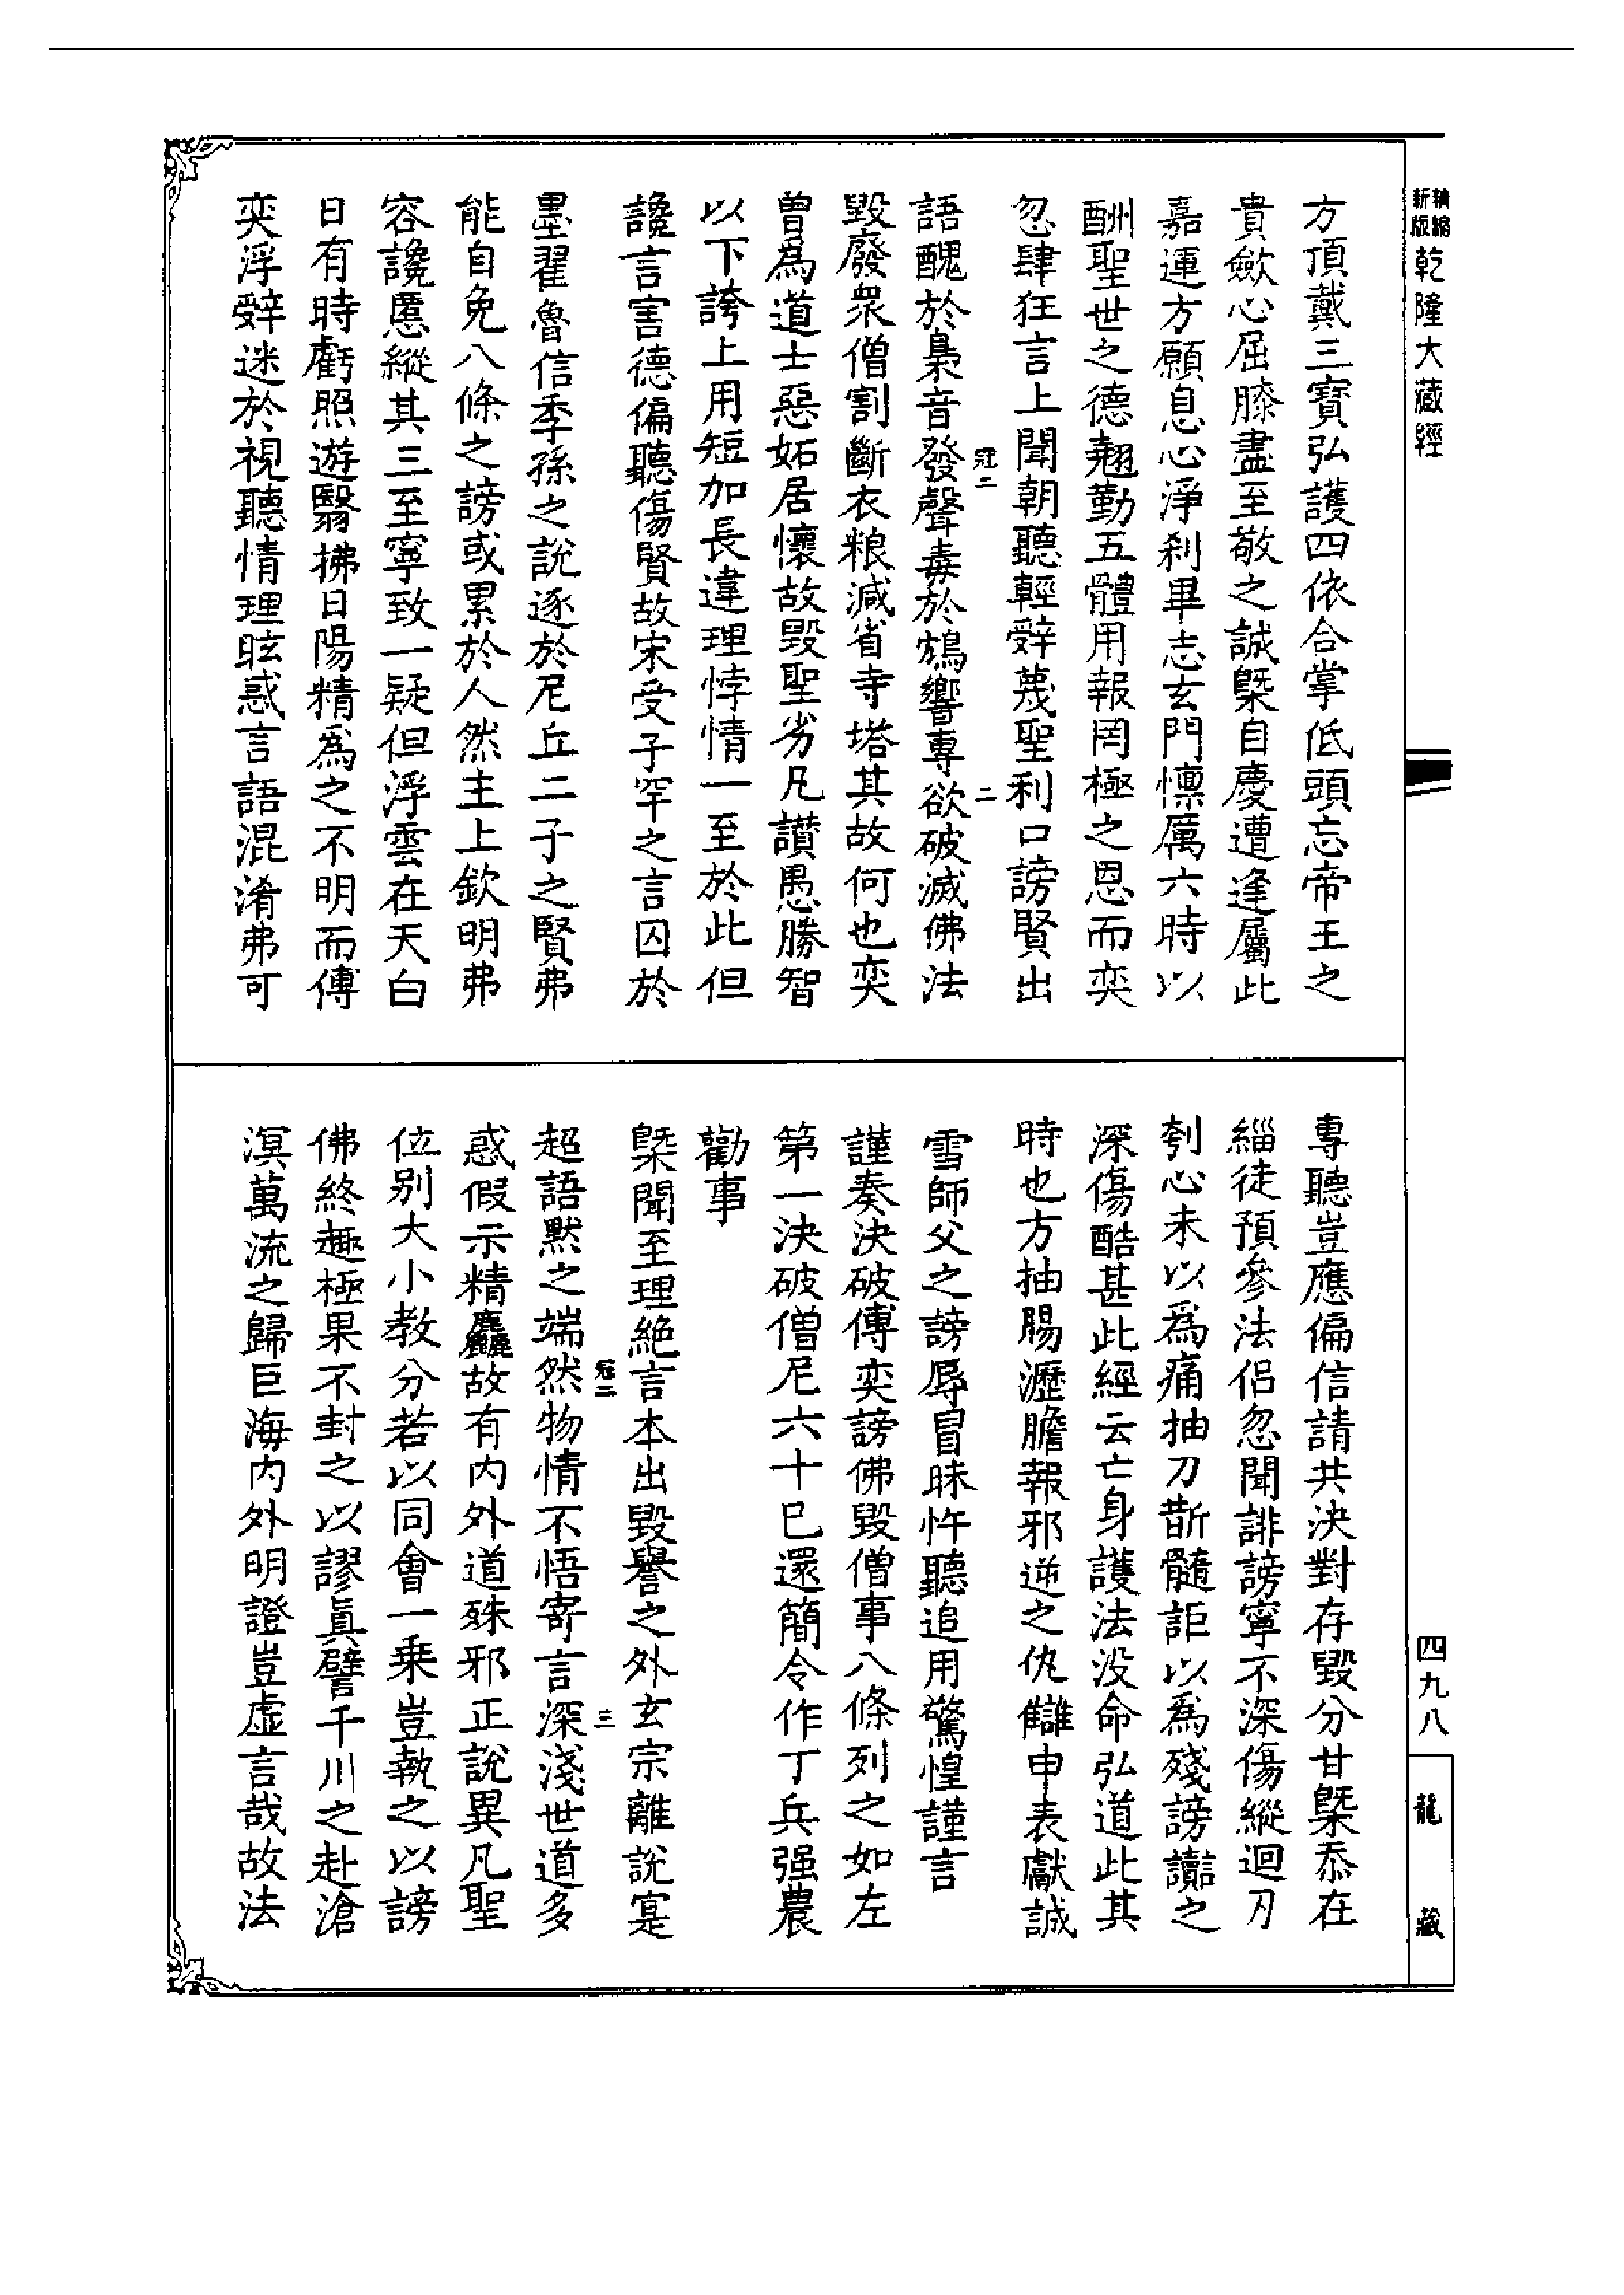 新版精縮乾隆大藏經
方頂戴三寶弘護四依合掌低頭忘帝王之
貴歛心屈膝盡至敬之誠槩自慶遭逢屬此
嘉運方願息心淨刹畢志玄門懍厲六時以
酬聖世之德翹勤五體用報罔極之恩而奕
忽肆狂言上聞朝聽輕辤蔑聖利口謗賢出
語醜於梟音發聲毒於鴆響專欲破滅佛法
冠二
二
毀廢衆僧割斷衣粮減省寺塔其故何也奕
曽爲道士惡妬居懷故毀聖劣凡讃愚勝智
以下誇上用短加長違理悖情一至於此但
讒言害德偏聽傷賢故宋受子罕之言囚於
墨翟魯信季孫之說逐於尼丘二子之賢弗
能自免八條之謗或累於人然主上欽明弗
容讒慝縱其三至寧致一疑但浮雲在天白
日有時虧照遊翳拂日陽精爲之不明而傳
奕浮辤迷於視聽情理眩惑言語混淆弗可
專聽豈應偏信請共決對存毀分甘槩忝在
緇徒預參法侣忽聞誹謗寧不深傷縱迴刀
刳心未以爲痛抽刀斮髓詎以爲殘謗讟之
深傷酷甚此經云亡身護法没命弘道此其
時也方抽腸瀝膽報邪逆之仇讎申表獻誠
雪師父之謗辱冒昧忤聽追用驚惶謹言
謹奏決破傳奕謗佛毀僧事八條列之如左
第一決破僧尼六十巳還簡令作丁兵强農
勸事
槩聞至理絶言本出毀譽之外玄宗離說寔
超語默之端然物情不悟寄言深淺世道多
冠二
三
惑假示精麤故有内外道殊邪正說異凡聖
位别大小教分若以同會一乗豈執之以謗
佛終趣極果不封之以謬眞譬千川之赴滄
溟萬流之歸巨海内外明證豈虚言哉故法
四九八
龍藏